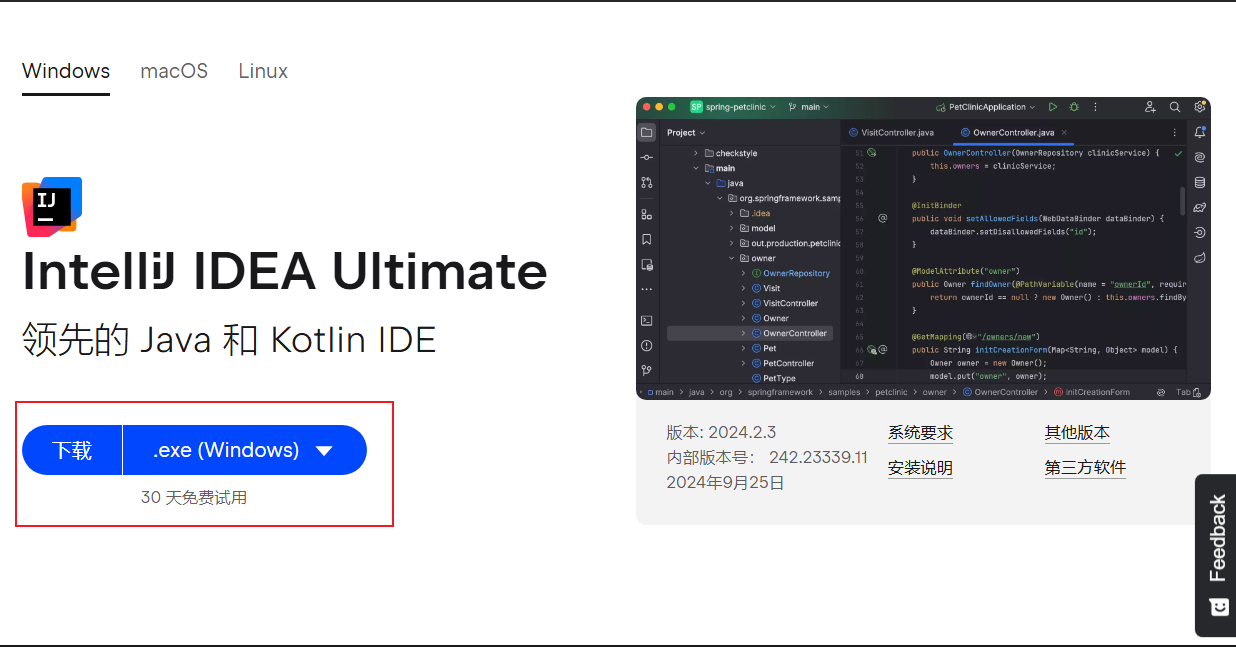 Windows macOS Linux
IJ
IntelliJ IDEA Ultimate
领先的 Java 和 Kotlin IDE
下载 .exe (Windows)
30 天免费试用
SP spring-petclinic main PetClinicApplication
Project
VisitController.java OwnerController.java
checkstyle
main
java
org.springframework.samp
.idea
model
out.production.petclinic
owner
OwnerRepository
Visit
VisitController
Owner
OwnerController
Pet
PetController
PetType
51 public OwnerController(OwnerRepository clinicService) {
52 this.owners = clinicService;
53 }
54
55 @InitBinder
56 public void setAllowedFields(WebDataBinder dataBinder) {
57 dataBinder.setDisallowedFields("id");
58 }
59
60 @ModelAttribute("owner")
61 public Owner findOwner(@PathVariable(name = "ownerId", requir
62 return ownerId == null ? new Owner() : this.owners.findBy
63 }
64
65 @GetMapping("/owners/new")
66 public String initCreationForm(Map<String, Object> model) {
67 Owner owner = new Owner();
68 model.put("owner", owner);
main > java > org > springframework > samples > petclinic > owner > OwnerController > initCreationForm Tab
版本: 2024.2.3
内部版本号: 242.23339.11
2024年9月25日
系统要求
安装说明
其他版本
第三方软件
Feedback